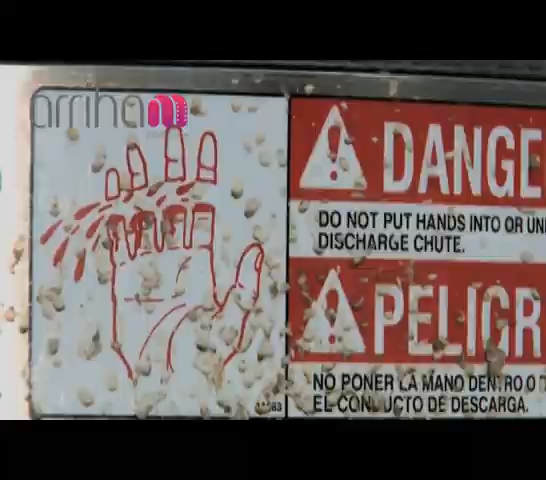 arriha
DANGE
DO NOT PUT HANDS INTO OR UN
DISCHARGE CHUTE.
PELIGR
NO PONER LA MANO DENTRO O
EL CONDUCTO DE DESCARGA.